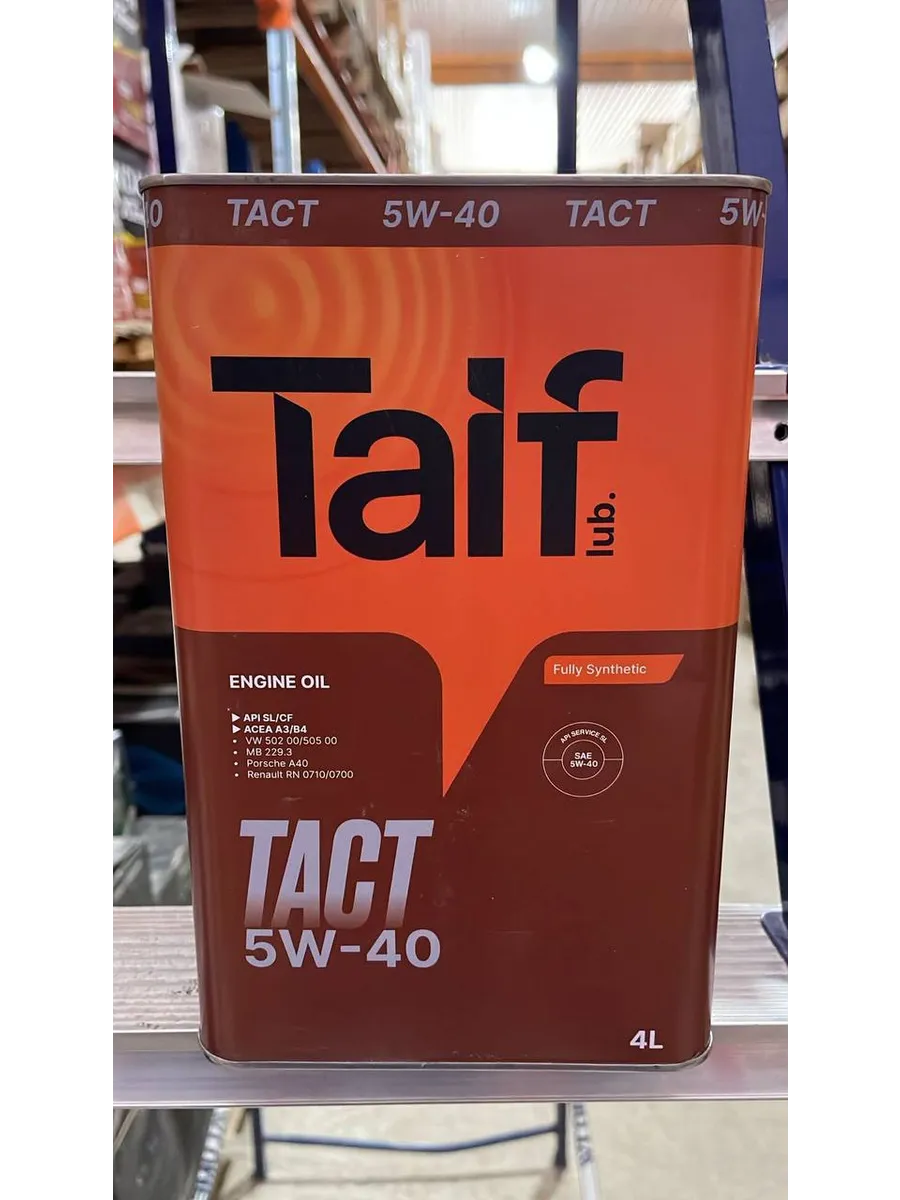 TACT 5W-40 TACT 5W-
Taif
lub.
ENGINE OIL
Fully Synthetic
▶ API SL/CF
▶ ACEA A3/B4
• VW 502 00/505 00
• MB 229.3
• Porsche A40
• Renault RN 0710/0700
API SERVICE SL
SAE
5W-40
TACT
5W-40
4L